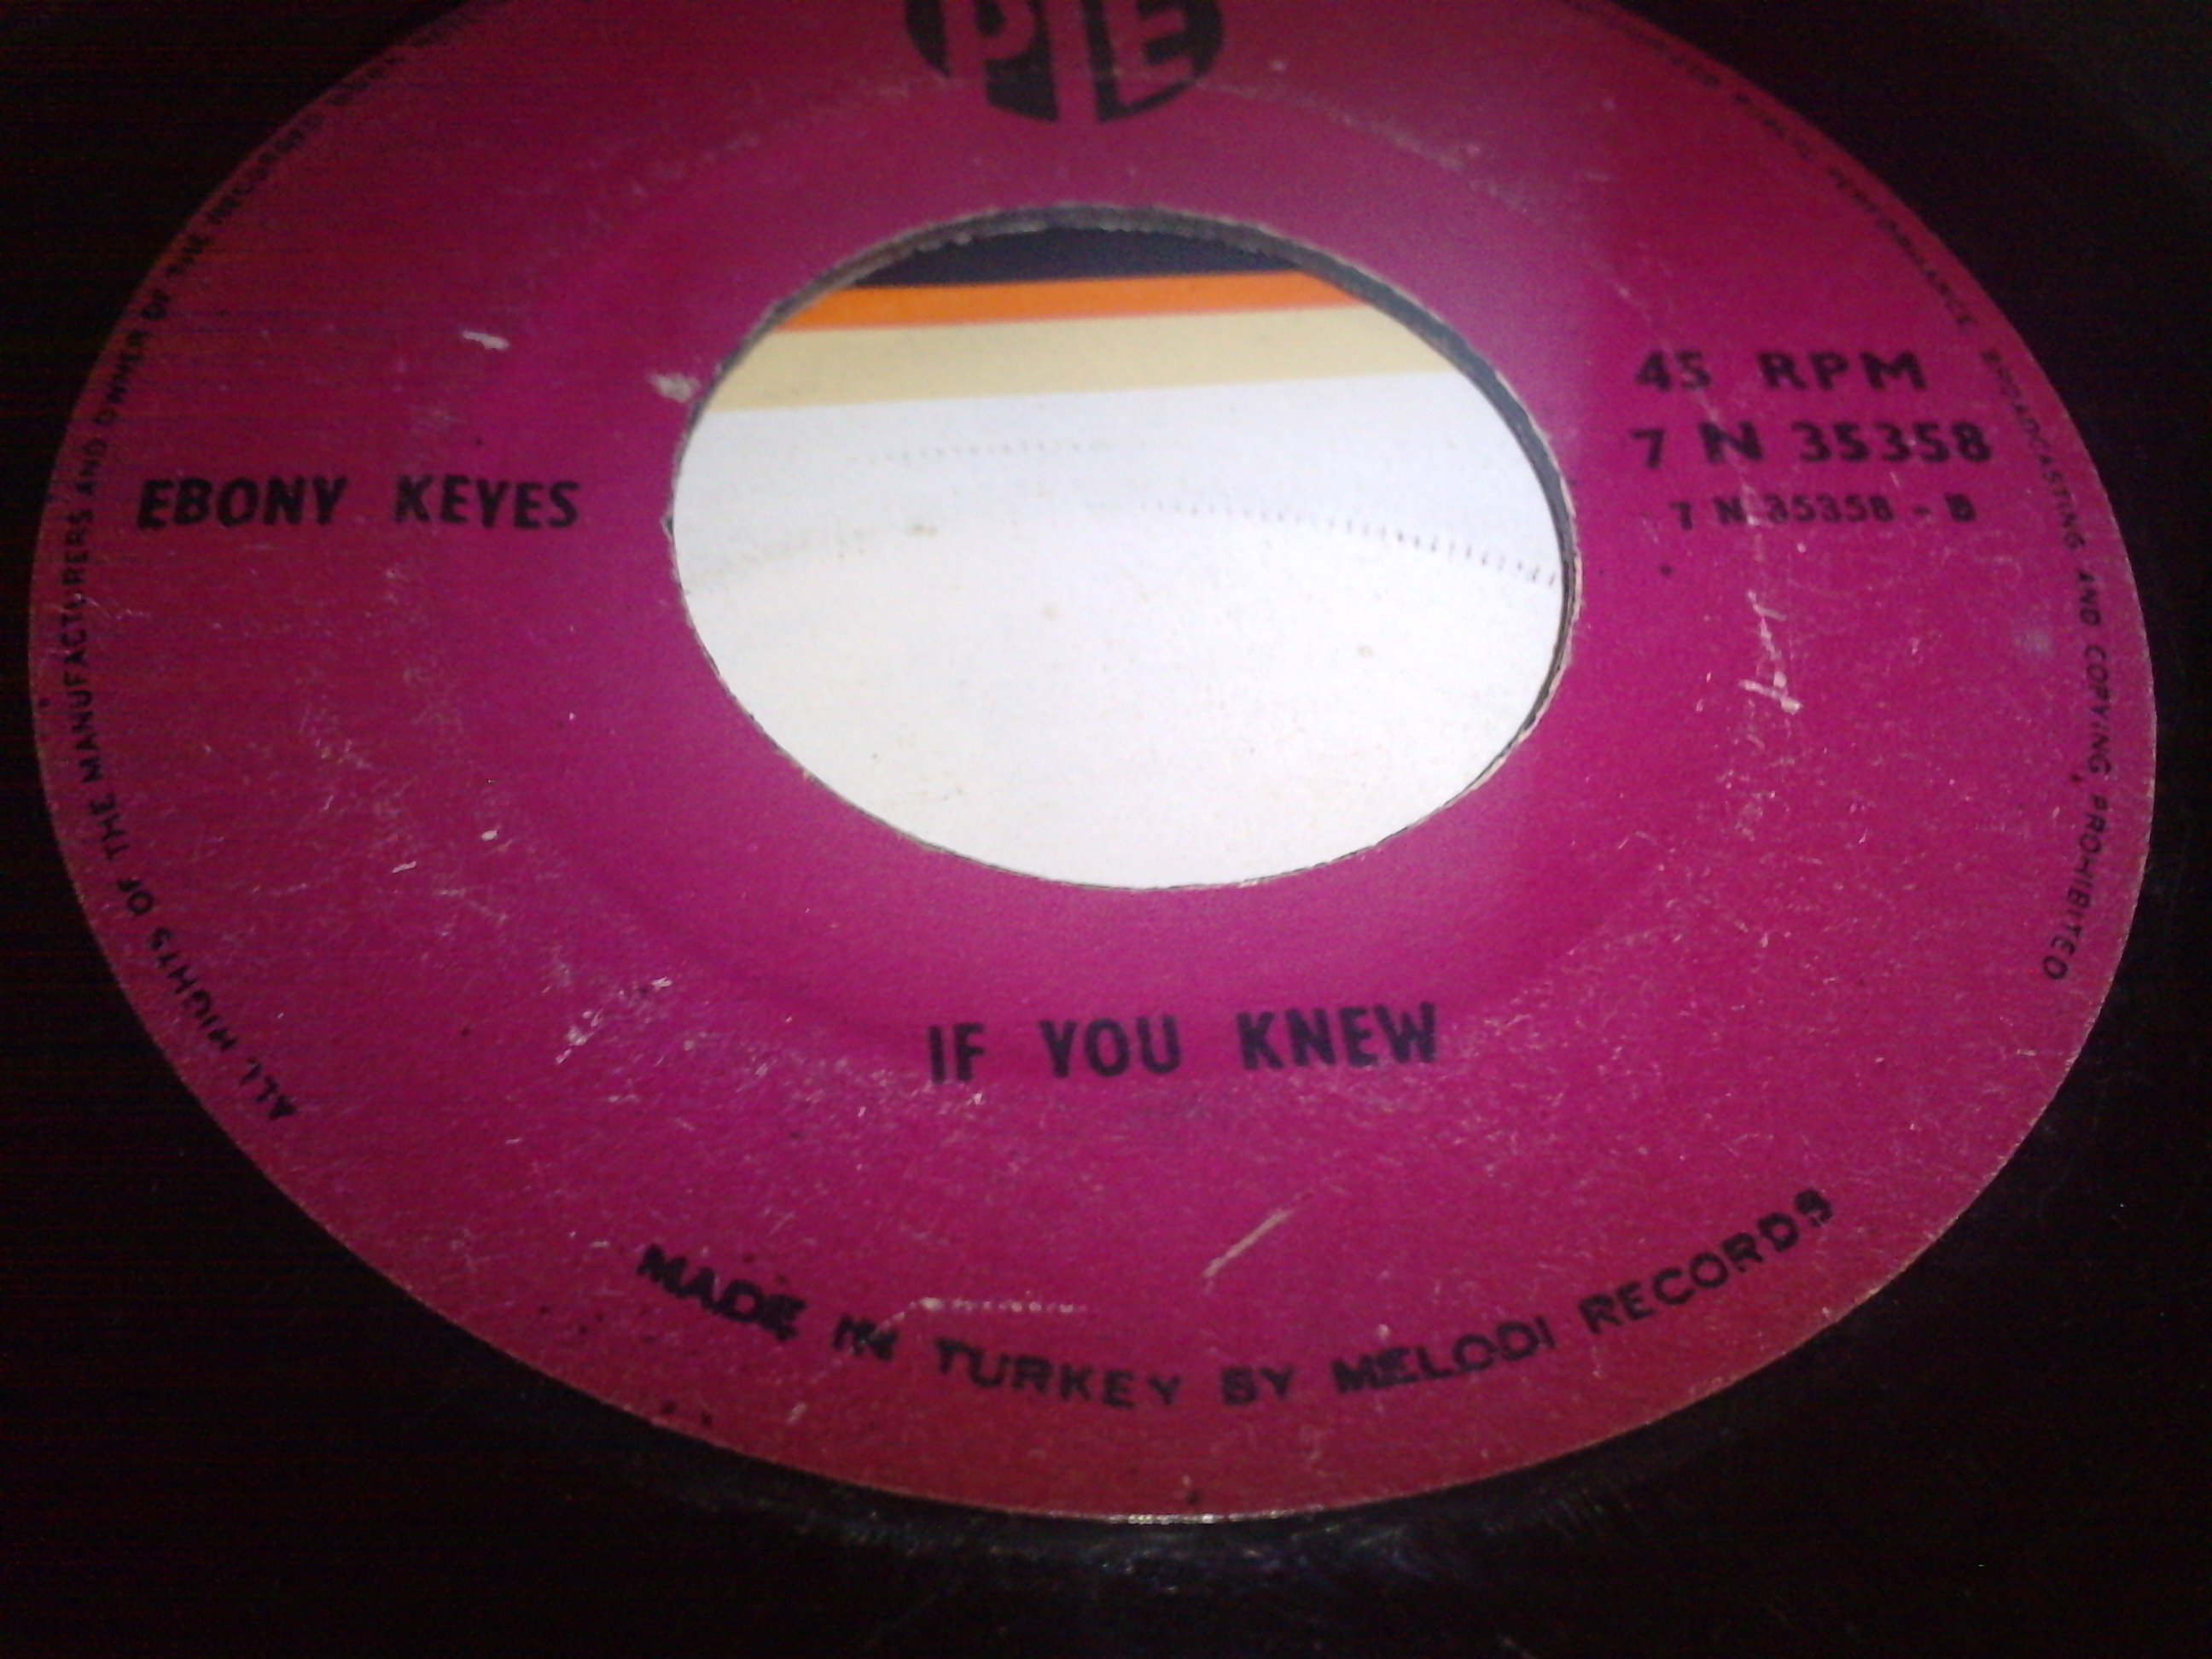 PYE
EBONY KEYES
45 RPM
7 N 35358
7 N 35358 - B
IF YOU KNEW
MADE IN TURKEY BY MELODI RECORDS
ALL RIGHTS OF THE MANUFACTURERS AND OWNER OF THE RECORDED
BROADCASTING AND COPYING, PROHIBITED